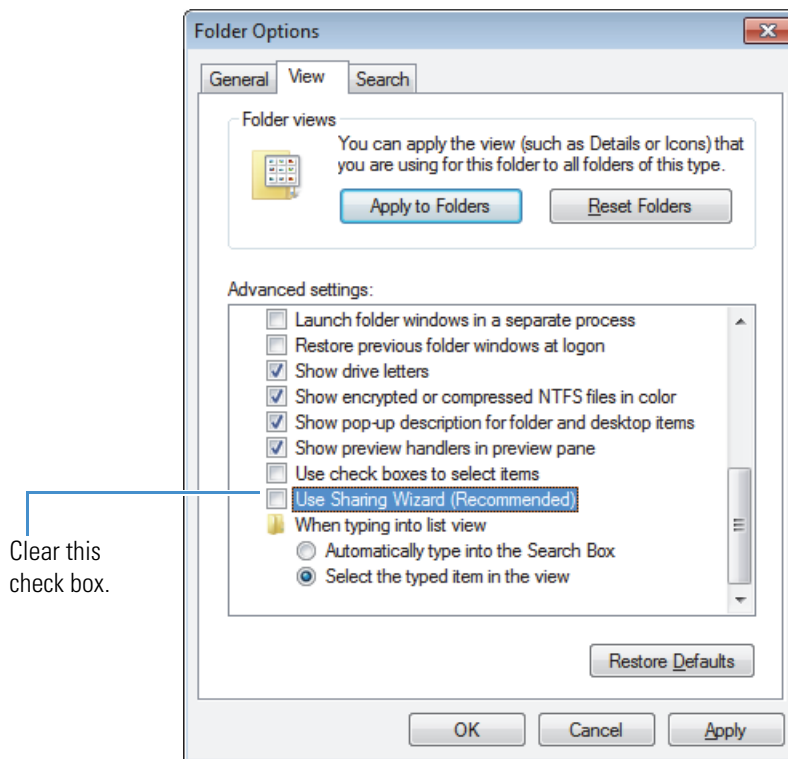 Folder Options
General View Search
Folder views
You can apply the view (such as Details or Icons) that
you are using for this folder to all folders of this type.
Apply to Folders Reset Folders
Advanced settings:
Launch folder windows in a separate process
Restore previous folder windows at logon
Show drive letters
Show encrypted or compressed NTFS files in color
Show pop-up description for folder and desktop items
Show preview handlers in preview pane
Use check boxes to select items
Use Sharing Wizard (Recommended)
When typing into list view
Automatically type into the Search Box
Select the typed item in the view
Clear this
check box.
Restore Defaults
OK Cancel Apply